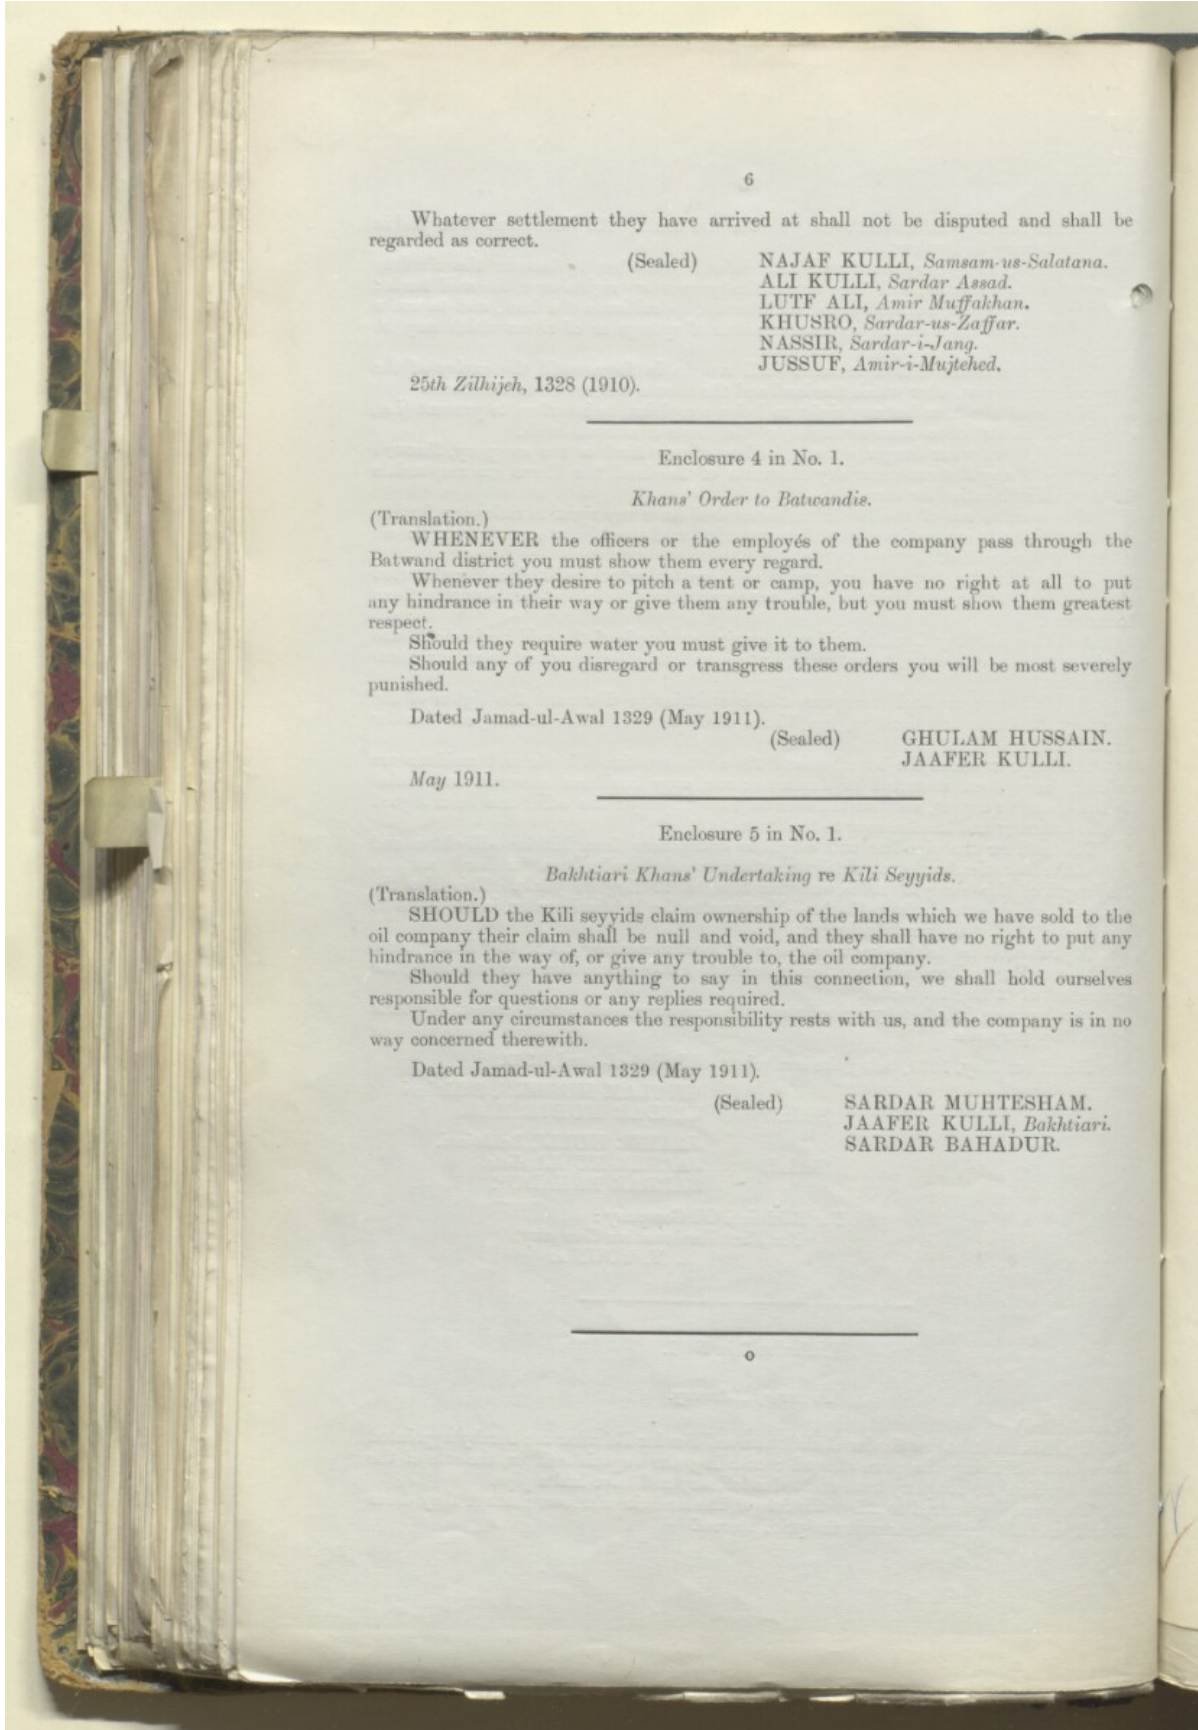 6
Whatever settlement they have arrived at shall not be disputed and shall be
regarded as correct.
(Sealed) NAJAF KULLI, Samsam-us-Salatana.
ALI KULLI, Sardar Assad.
LUTF ALI, Amir Muffakhan.
KHUSRO, Sardar-us-Zaffar.
NASSIR, Sardar-i-Jang.
JUSSUF, Amir-i-Mujtehed.
25th Zilhijeh, 1328 (1910).
Enclosure 4 in No. 1.
Khans' Order to Batwandis.
(Translation.)
WHENEVER the officers or the employés of the company pass through the
Batwand district you must show them every regard.
Whenever they desire to pitch a tent or camp, you have no right at all to put
any hindrance in their way or give them any trouble, but you must show them greatest
respect.
Should they require water you must give it to them.
Should any of you disregard or transgress these orders you will be most severely
punished.
Dated Jamad-ul-Awal 1329 (May 1911).
(Sealed) GHULAM HUSSAIN.
JAAFER KULLI.
May 1911.
Enclosure 5 in No. 1.
Bakhtiari Khans' Undertaking re Kili Seyyids.
(Translation.)
SHOULD the Kili seyyids claim ownership of the lands which we have sold to the
oil company their claim shall be null and void, and they shall have no right to put any
hindrance in the way of, or give any trouble to, the oil company.
Should they have anything to say in this connection, we shall hold ourselves
responsible for questions or any replies required.
Under any circumstances the responsibility rests with us, and the company is in no
way concerned therewith.
Dated Jamad-ul-Awal 1329 (May 1911).
(Sealed) SARDAR MUHTESHAM.
JAAFER KULLI, Bakhtiari.
SARDAR BAHADUR.
o